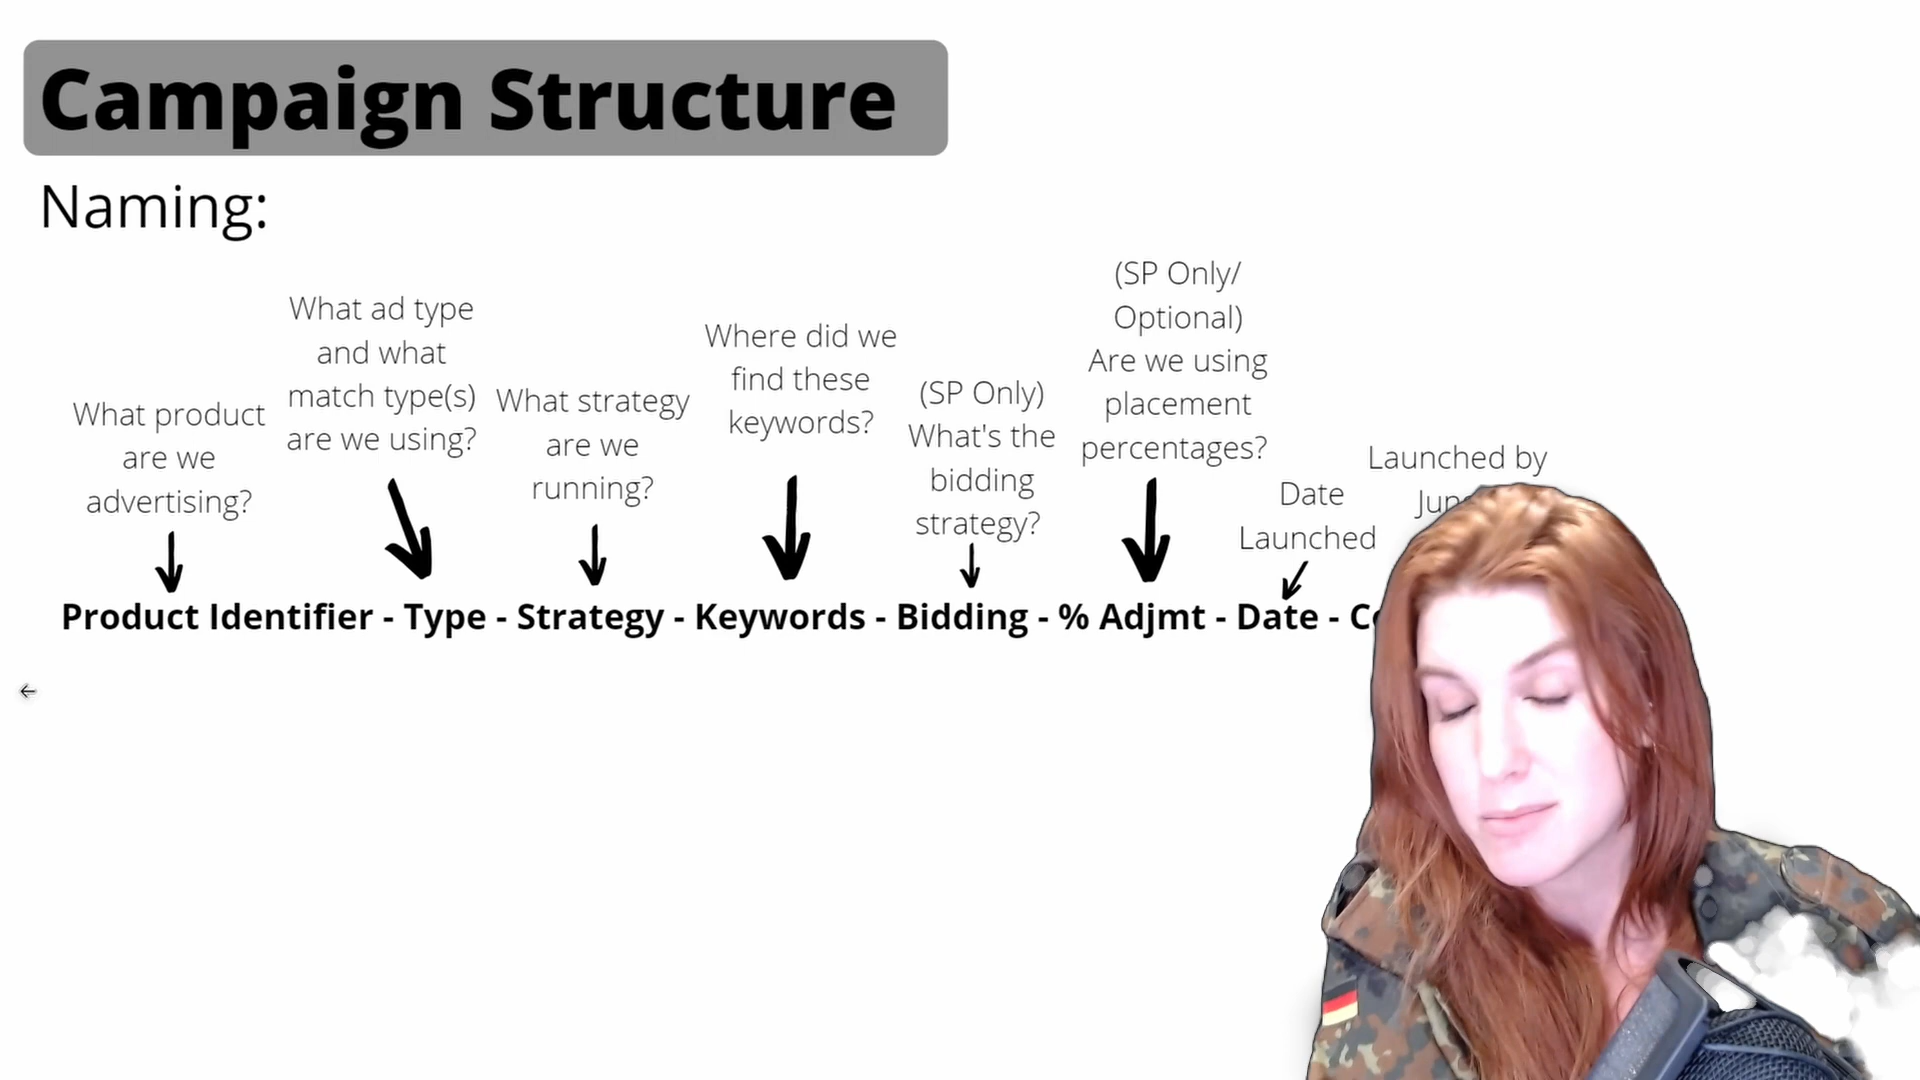 Campaign Structure
Naming:
What product
are we
advertising?
What ad type
and what
match type(s)
are we using?
What strategy
are we
running?
Where did we
find these
keywords?
(SP Only)
What's the
bidding
strategy?
(SP Only/
Optional)
Are we using
placement
percentages?
Date
Launched
Launched by
Product Identifier - Type - Strategy - Keywords - Bidding - % Adjmt - Date -